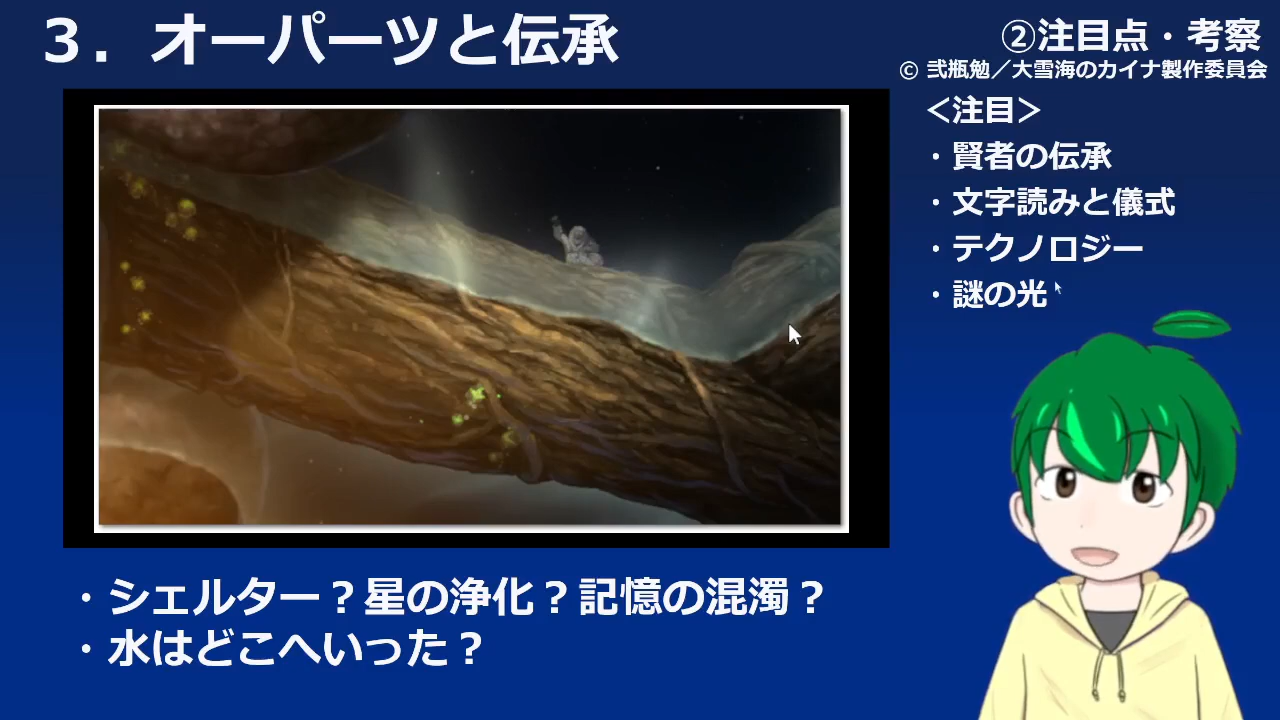 ３．オーパーツと伝承
②注目点・考察
© 弐瓶勉／大雪海のカイナ製作委員会
＜注目＞
・賢者の伝承
・文字読みと儀式
・テクノロジー
・謎の光
・シェルター？星の浄化？記憶の混濁？
・水はどこへいった？